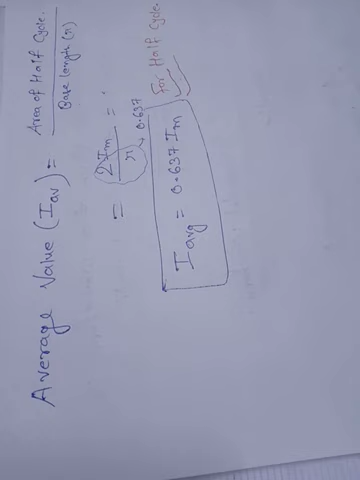 Average Value (Iav) = Area of Half Cycle. / Base length (π)
= 2Im / π =
→ 0.637
Iavg = 0.637 Im
For Half Cycle